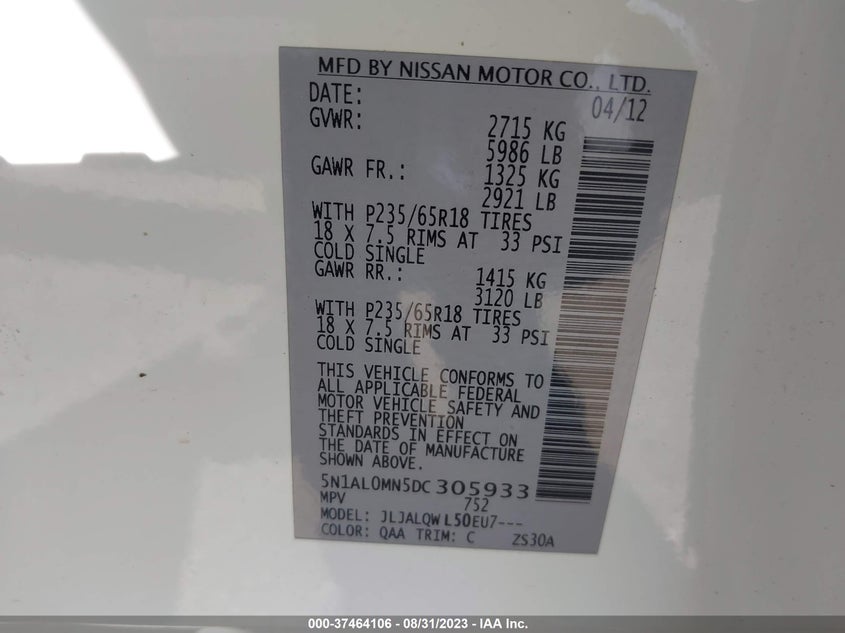 MFD BY NISSAN MOTOR CO., LTD.
DATE: 04/12
GVWR: 2715 KG
5986 LB
GAWR FR.: 1325 KG
2921 LB
WITH P235/65R18 TIRES
18 X 7.5 RIMS AT 33 PSI
COLD SINGLE
GAWR RR.: 1415 KG
3120 LB
WITH P235/65R18 TIRES
18 X 7.5 RIMS AT 33 PSI
COLD SINGLE
THIS VEHICLE CONFORMS TO
ALL APPLICABLE FEDERAL
MOTOR VEHICLE SAFETY AND
THEFT PREVENTION
STANDARDS IN EFFECT ON
THE DATE OF MANUFACTURE
SHOWN ABOVE.
5N1AL0MN5DC305933
MPV 752
MODEL: JLJALQWL50EU7---
COLOR: QAA TRIM: C ZS30A
000-37464106 - 08/31/2023 - IAA Inc.